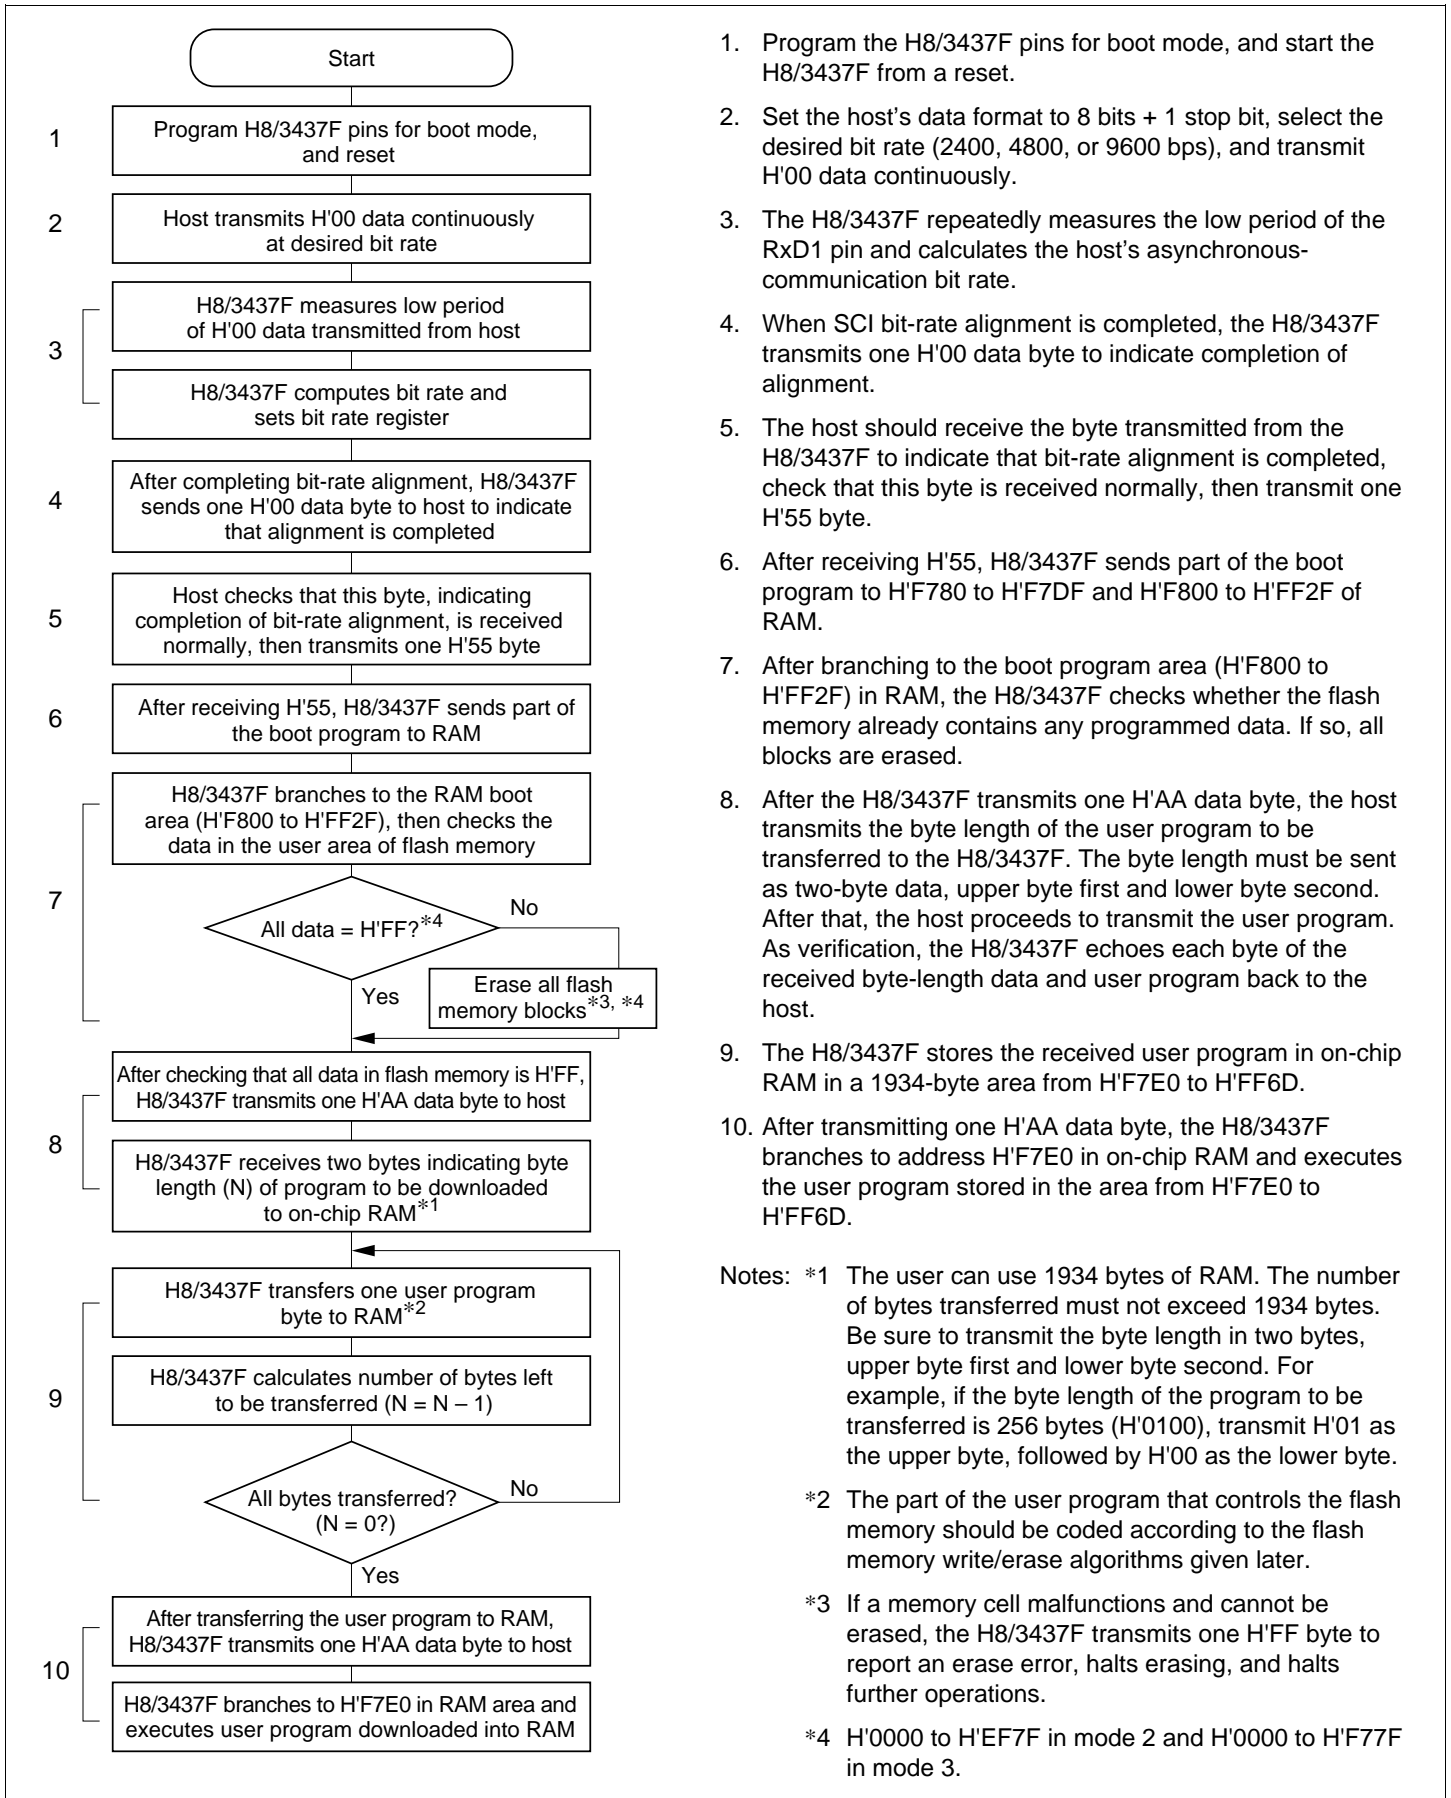 Start
1
Program H8/3437F pins for boot mode,
and reset
2
Host transmits H'00 data continuously
at desired bit rate
3
H8/3437F measures low period
of H'00 data transmitted from host
H8/3437F computes bit rate and
sets bit rate register
4
After completing bit-rate alignment, H8/3437F
sends one H'00 data byte to host to indicate
that alignment is completed
5
Host checks that this byte, indicating
completion of bit-rate alignment, is received
normally, then transmits one H'55 byte
6
After receiving H'55, H8/3437F sends part of
the boot program to RAM
7
H8/3437F branches to the RAM boot
area (H'F800 to H'FF2F), then checks the
data in the user area of flash memory
All data = H'FF?*4
No
Yes
Erase all flash
memory blocks*3, *4
8
After checking that all data in flash memory is H'FF,
H8/3437F transmits one H'AA data byte to host
H8/3437F receives two bytes indicating byte
length (N) of program to be downloaded
to on-chip RAM*1
9
H8/3437F transfers one user program
byte to RAM*2
H8/3437F calculates number of bytes left
to be transferred (N = N – 1)
All bytes transferred?
(N = 0?)
No
Yes
10
After transferring the user program to RAM,
H8/3437F transmits one H'AA data byte to host
H8/3437F branches to H'F7E0 in RAM area and
executes user program downloaded into RAM
1. Program the H8/3437F pins for boot mode, and start the
H8/3437F from a reset.
2. Set the host's data format to 8 bits + 1 stop bit, select the
desired bit rate (2400, 4800, or 9600 bps), and transmit
H'00 data continuously.
3. The H8/3437F repeatedly measures the low period of the
RxD1 pin and calculates the host's asynchronous-
communication bit rate.
4. When SCI bit-rate alignment is completed, the H8/3437F
transmits one H'00 data byte to indicate completion of
alignment.
5. The host should receive the byte transmitted from the
H8/3437F to indicate that bit-rate alignment is completed,
check that this byte is received normally, then transmit one
H'55 byte.
6. After receiving H'55, H8/3437F sends part of the boot
program to H'F780 to H'F7DF and H'F800 to H'FF2F of
RAM.
7. After branching to the boot program area (H'F800 to
H'FF2F) in RAM, the H8/3437F checks whether the flash
memory already contains any programmed data. If so, all
blocks are erased.
8. After the H8/3437F transmits one H'AA data byte, the host
transmits the byte length of the user program to be
transferred to the H8/3437F. The byte length must be sent
as two-byte data, upper byte first and lower byte second.
After that, the host proceeds to transmit the user program.
As verification, the H8/3437F echoes each byte of the
received byte-length data and user program back to the
host.
9. The H8/3437F stores the received user program in on-chip
RAM in a 1934-byte area from H'F7E0 to H'FF6D.
10. After transmitting one H'AA data byte, the H8/3437F
branches to address H'F7E0 in on-chip RAM and executes
the user program stored in the area from H'F7E0 to
H'FF6D.
Notes: *1 The user can use 1934 bytes of RAM. The number
of bytes transferred must not exceed 1934 bytes.
Be sure to transmit the byte length in two bytes,
upper byte first and lower byte second. For
example, if the byte length of the program to be
transferred is 256 bytes (H'0100), transmit H'01 as
the upper byte, followed by H'00 as the lower byte.
*2 The part of the user program that controls the flash
memory should be coded according to the flash
memory write/erase algorithms given later.
*3 If a memory cell malfunctions and cannot be
erased, the H8/3437F transmits one H'FF byte to
report an erase error, halts erasing, and halts
further operations.
*4 H'0000 to H'EF7F in mode 2 and H'0000 to H'F77F
in mode 3.